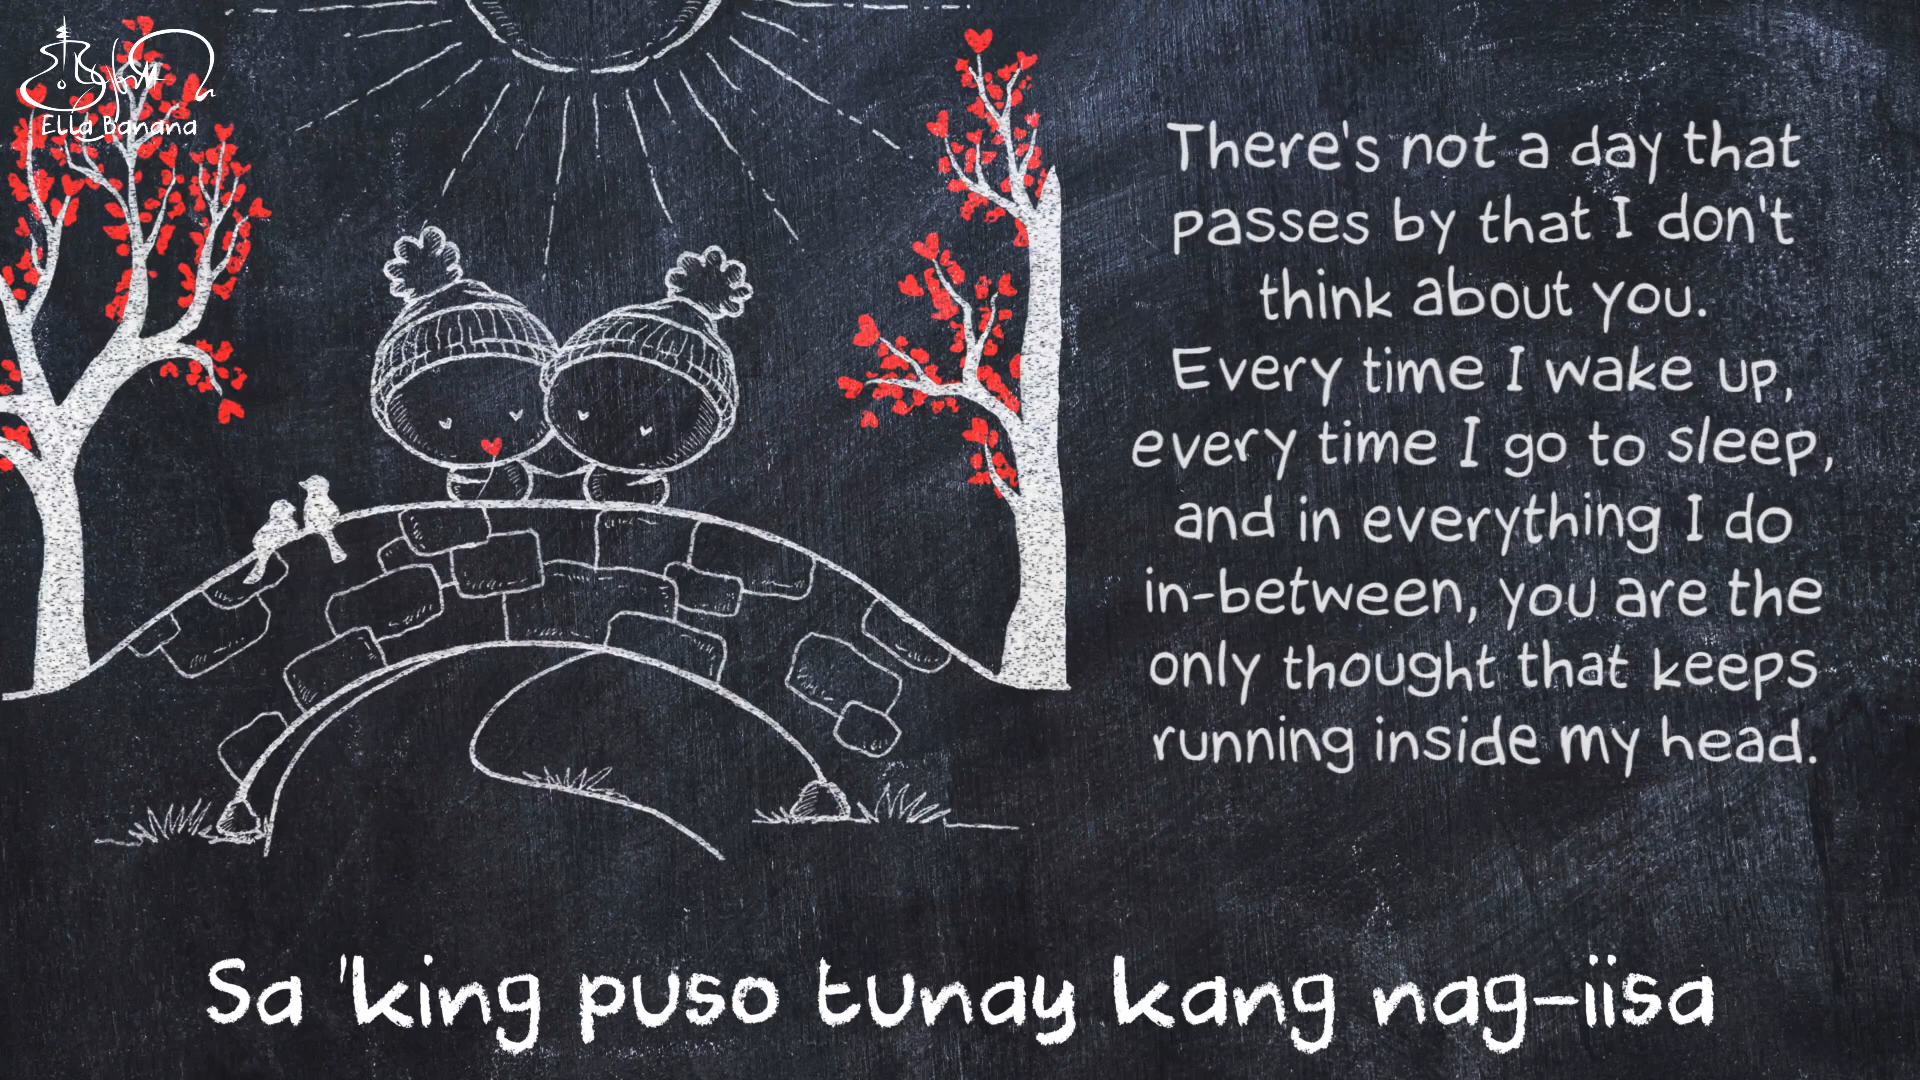 Ella Banana
There's not a day that
passes by that I don't
think about you.
Every time I wake up,
every time I go to sleep,
and in everything I do
in-between, you are the
only thought that keeps
running inside my head.
Sa 'king puso tunay kang nag-iisa